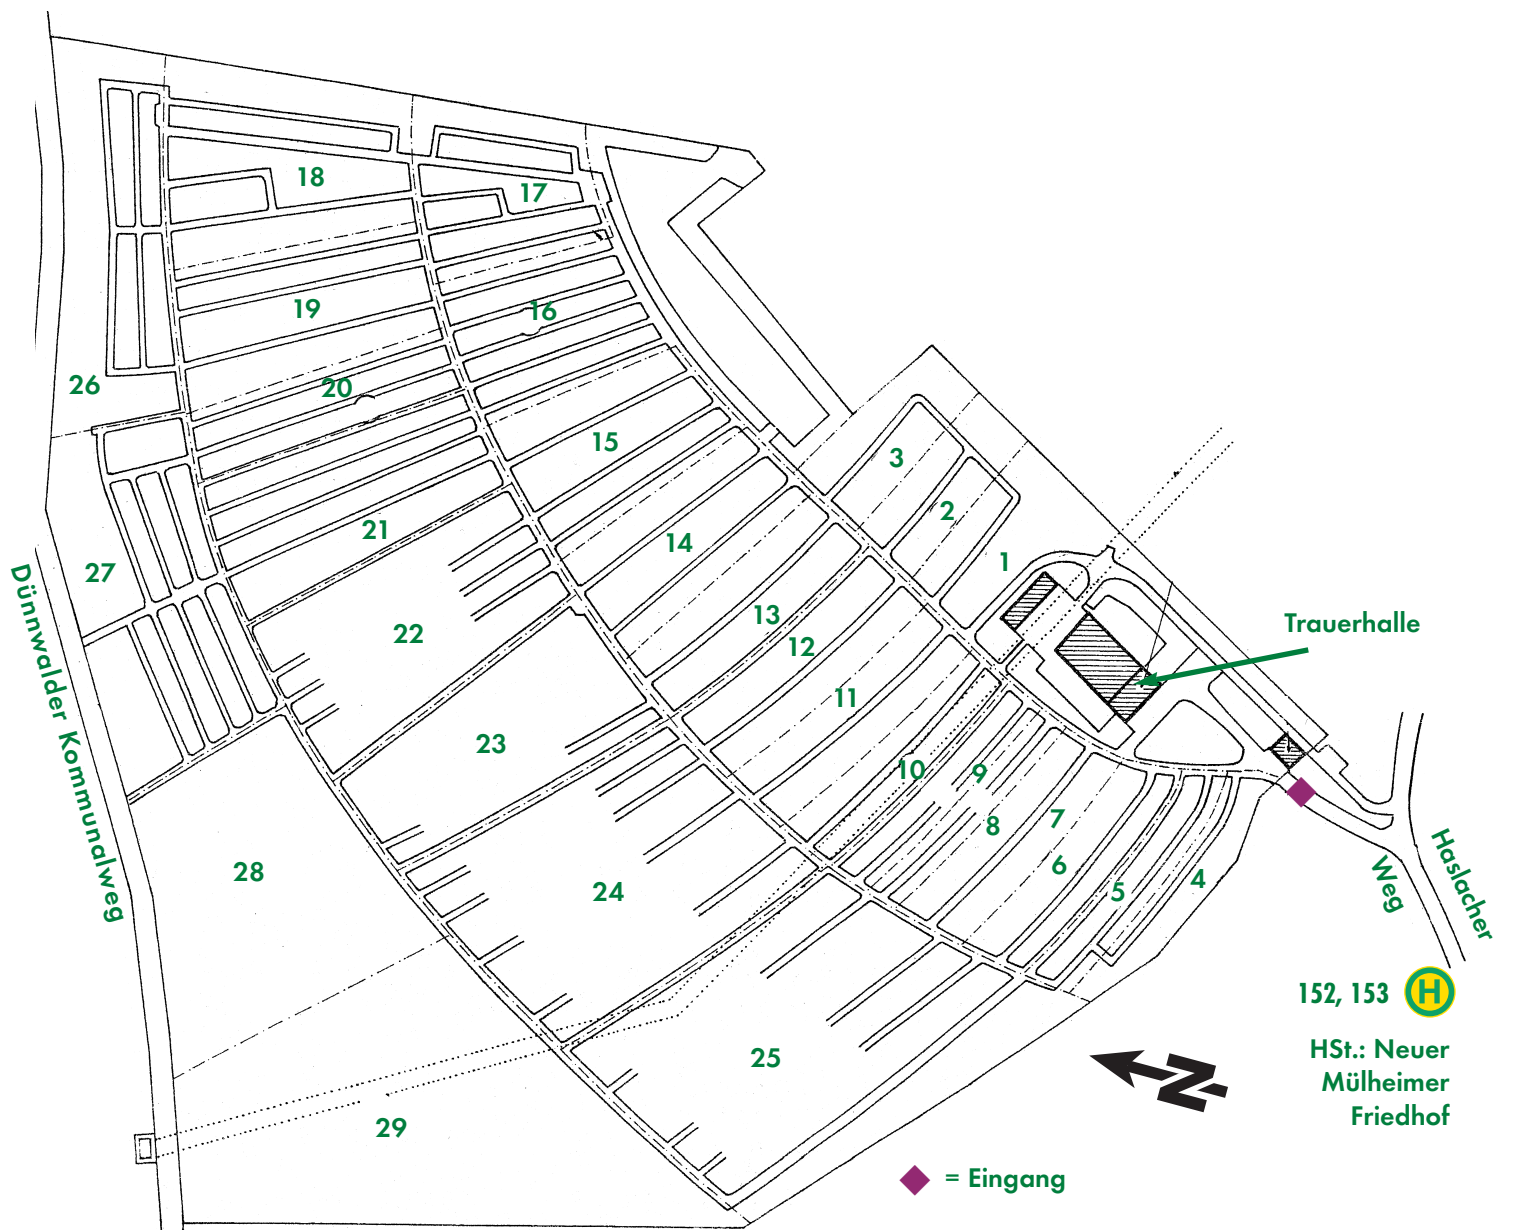 18
17
19
16
26
20
15
3
2
21
14
1
27
13
22
12
Trauerhalle
11
23
10
9
8
7
6
5
4
28
24
25
29
Dünnwalder Kommunalweg
Haslacher
Weg
152, 153 H
HSt.: Neuer
Mülheimer
Friedhof
N
= Eingang